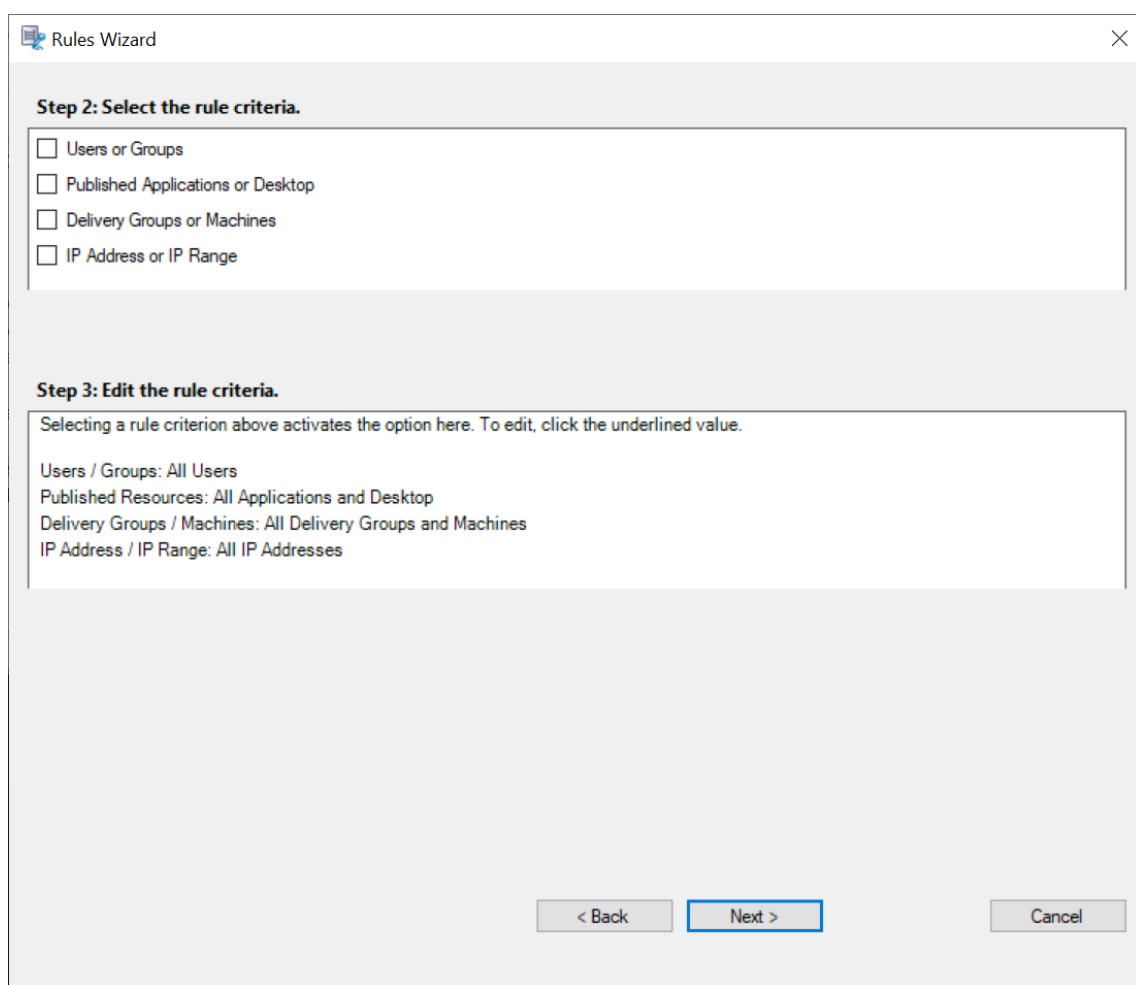 Rules Wizard
Step 2: Select the rule criteria.
Users or Groups
Published Applications or Desktop
Delivery Groups or Machines
IP Address or IP Range
Step 3: Edit the rule criteria.
Selecting a rule criterion above activates the option here. To edit, click the underlined value.
Users / Groups: All Users
Published Resources: All Applications and Desktop
Delivery Groups / Machines: All Delivery Groups and Machines
IP Address / IP Range: All IP Addresses
< Back
Next >
Cancel